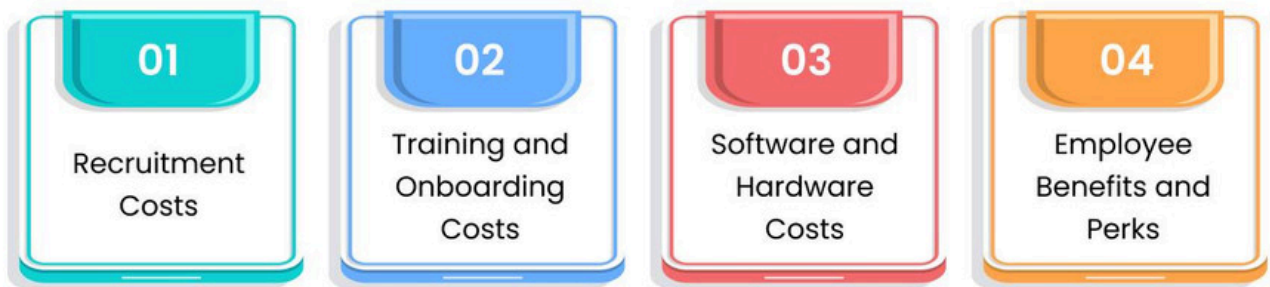 01
Recruitment
Costs
02
Training and
Onboarding
Costs
03
Software and
Hardware
Costs
04
Employee
Benefits and
Perks